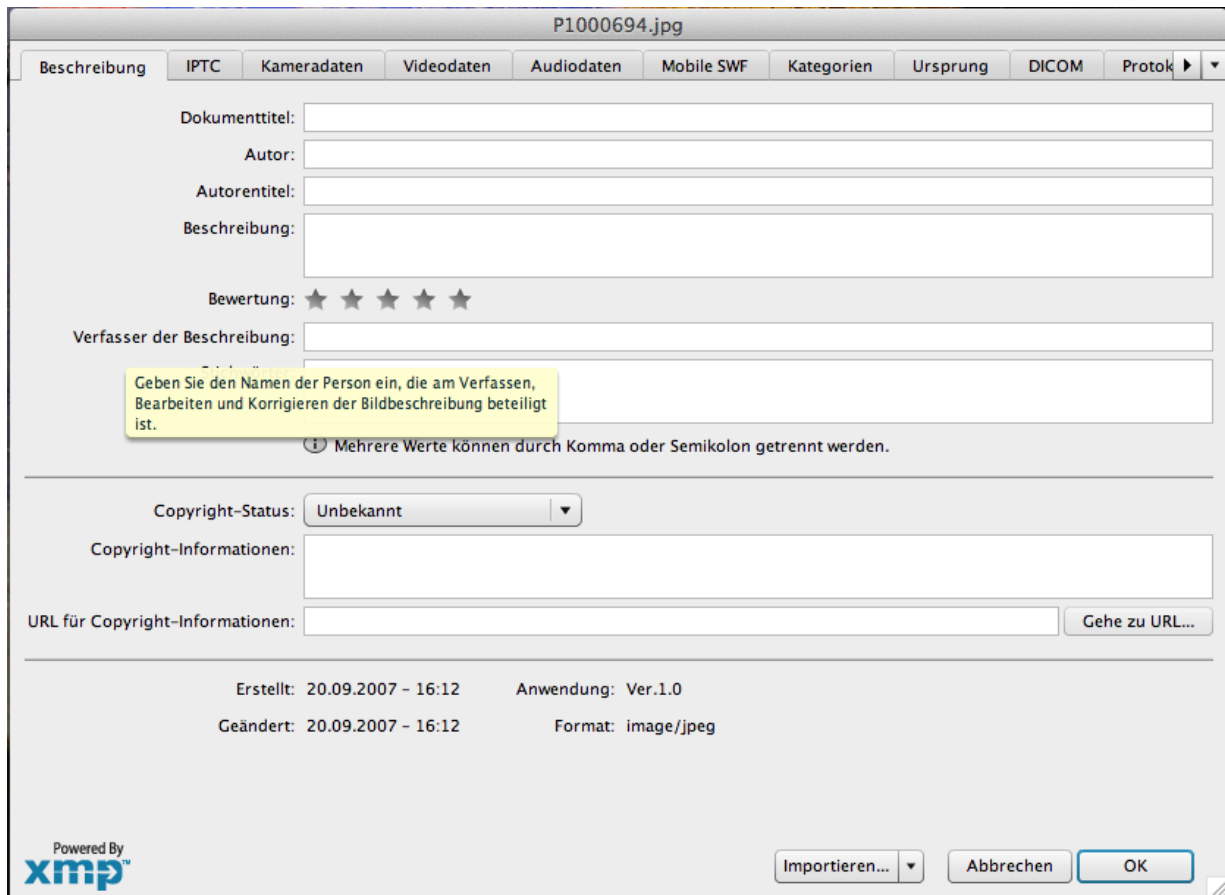 P1000694.jpg
Beschreibung IPTC Kameradaten Videodaten Audiodaten Mobile SWF Kategorien Ursprung DICOM Protok
Dokumenttitel:
Autor:
Autorentitel:
Beschreibung:
Bewertung:
Verfasser der Beschreibung:
Geben Sie den Namen der Person ein, die am Verfassen,
Bearbeiten und Korrigieren der Bildbeschreibung beteiligt
ist.
Mehrere Werte können durch Komma oder Semikolon getrennt werden.
Copyright-Status: Unbekannt
Copyright-Informationen:
URL für Copyright-Informationen: Gehe zu URL...
Erstellt: 20.09.2007 - 16:12 Anwendung: Ver.1.0
Geändert: 20.09.2007 - 16:12 Format: image/jpeg
Powered By
xmp™
Importieren... Abbrechen OK